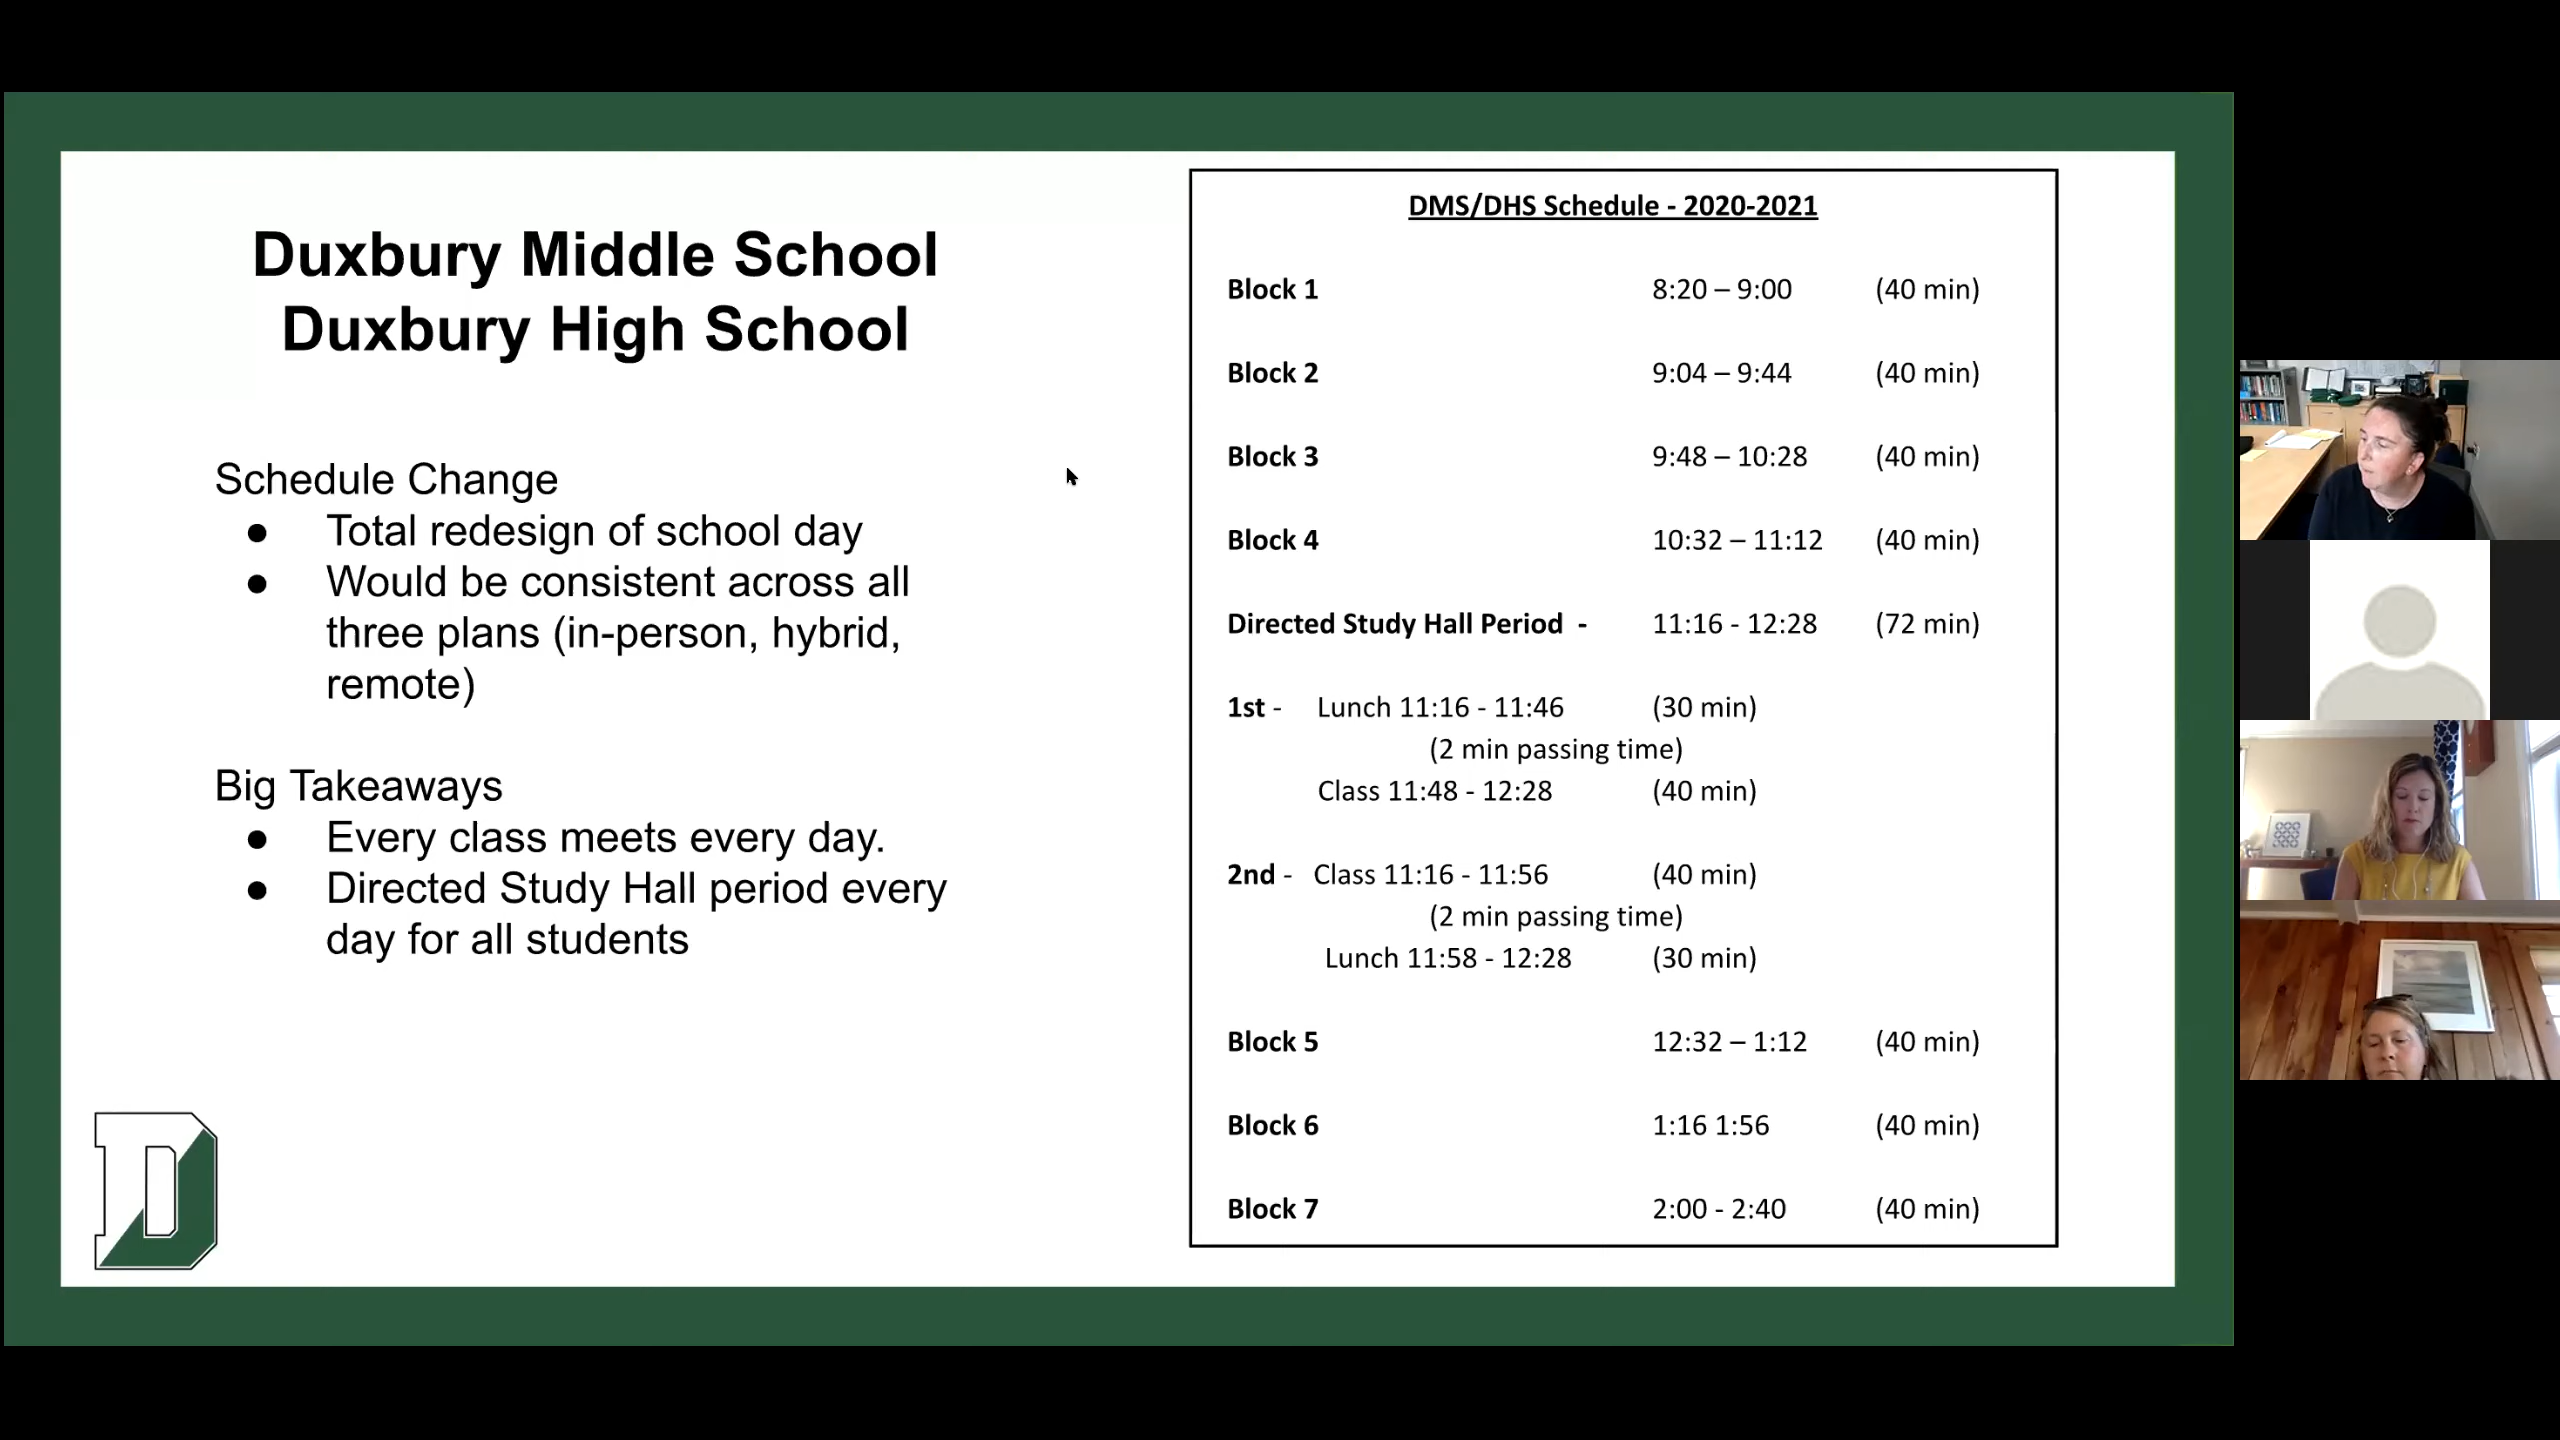 Duxbury Middle School
Duxbury High School
Schedule Change
● Total redesign of school day
● Would be consistent across all
three plans (in-person, hybrid,
remote)
Big Takeaways
● Every class meets every day.
● Directed Study Hall period every
day for all students
D
DMS/DHS Schedule - 2020-2021
Block 1 8:20 – 9:00 (40 min)
Block 2 9:04 – 9:44 (40 min)
Block 3 9:48 – 10:28 (40 min)
Block 4 10:32 – 11:12 (40 min)
Directed Study Hall Period - 11:16 - 12:28 (72 min)
1st - Lunch 11:16 - 11:46 (30 min)
(2 min passing time)
Class 11:48 - 12:28 (40 min)
2nd - Class 11:16 - 11:56 (40 min)
(2 min passing time)
Lunch 11:58 - 12:28 (30 min)
Block 5 12:32 – 1:12 (40 min)
Block 6 1:16 1:56 (40 min)
Block 7 2:00 - 2:40 (40 min)